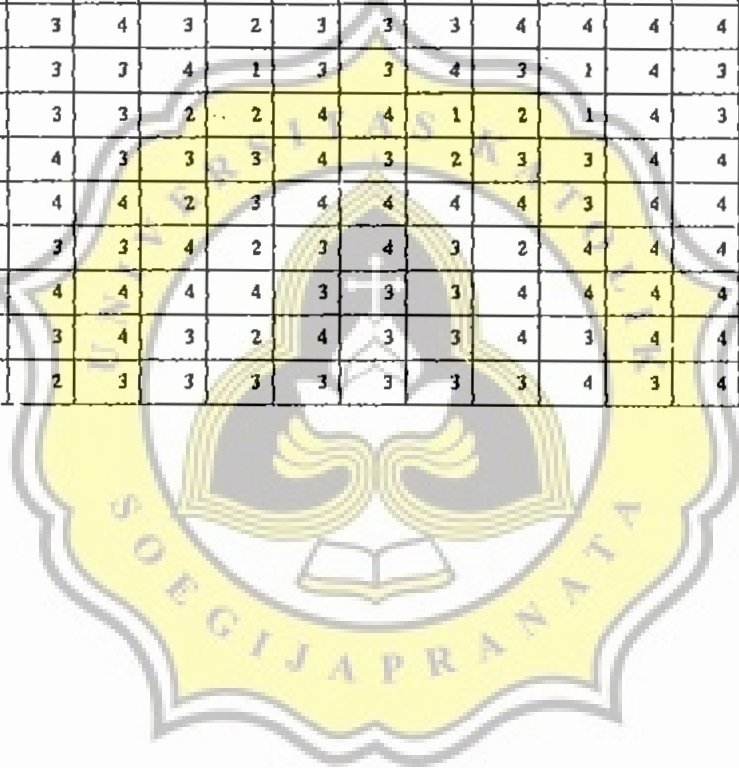 3 4 3 2 3 3 3 4 4 4 4
3 3 4 1 3 3 4 3 1 4 3
3 3 2 2 4 4 1 2 1 4 3
4 3 3 3 4 3 2 3 3 4 4
4 4 2 3 4 4 4 4 3 4 4
3 3 4 2 3 4 3 2 4 4 4
4 4 4 4 3 3 3 4 4 4 4
3 4 3 2 4 3 3 4 3 4 4
2 3 3 3 3 3 3 3 4 3 4
UNIVERSITAS KATOLIK
SOEGIJAPRANATA